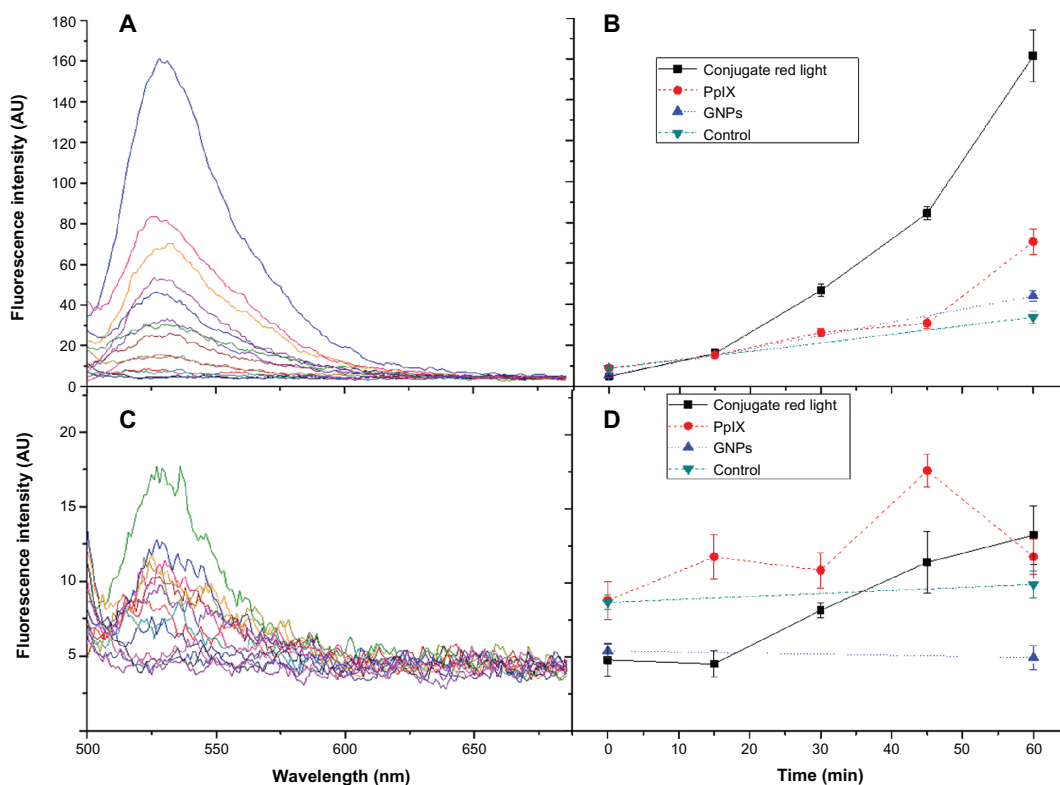 A
B
Fluorescence intensity (AU)
180
160
140
120
100
80
60
40
20
0
Conjugate red light
PpIX
GNPs
Control
C
D
Fluorescence intensity (AU)
20
15
10
5
Conjugate red light
PpIX
GNPs
Control
500
550
600
650
0
10
20
30
40
50
60
Wavelength (nm)
Time (min)